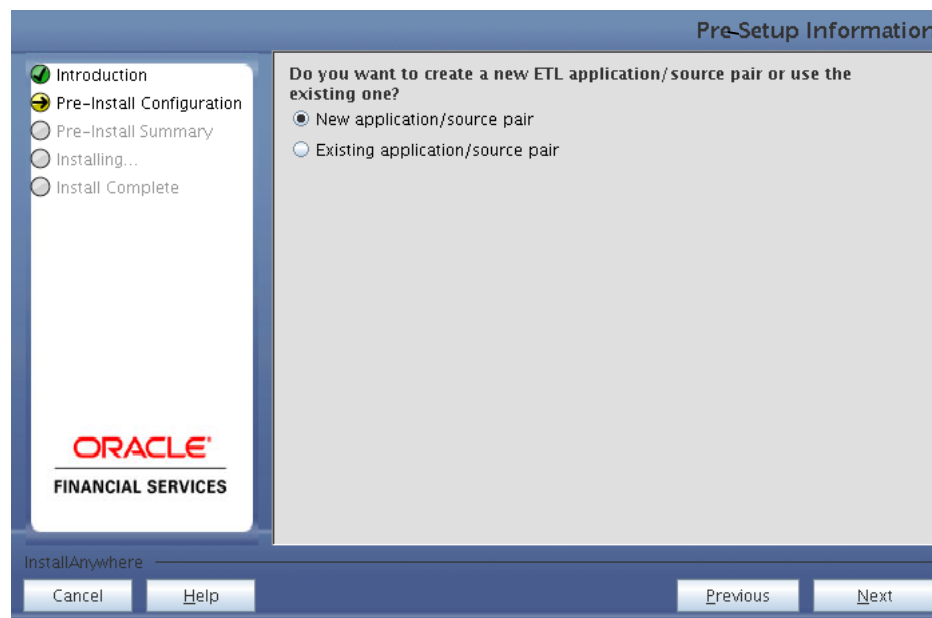 Pre-Setup Information
Introduction
Pre-Install Configuration
Pre-Install Summary
Installing...
Install Complete
Do you want to create a new ETL application/source pair or use the
existing one?
New application/source pair
Existing application/source pair
ORACLE'
FINANCIAL SERVICES
InstallAnywhere
Cancel
Help
Previous
Next